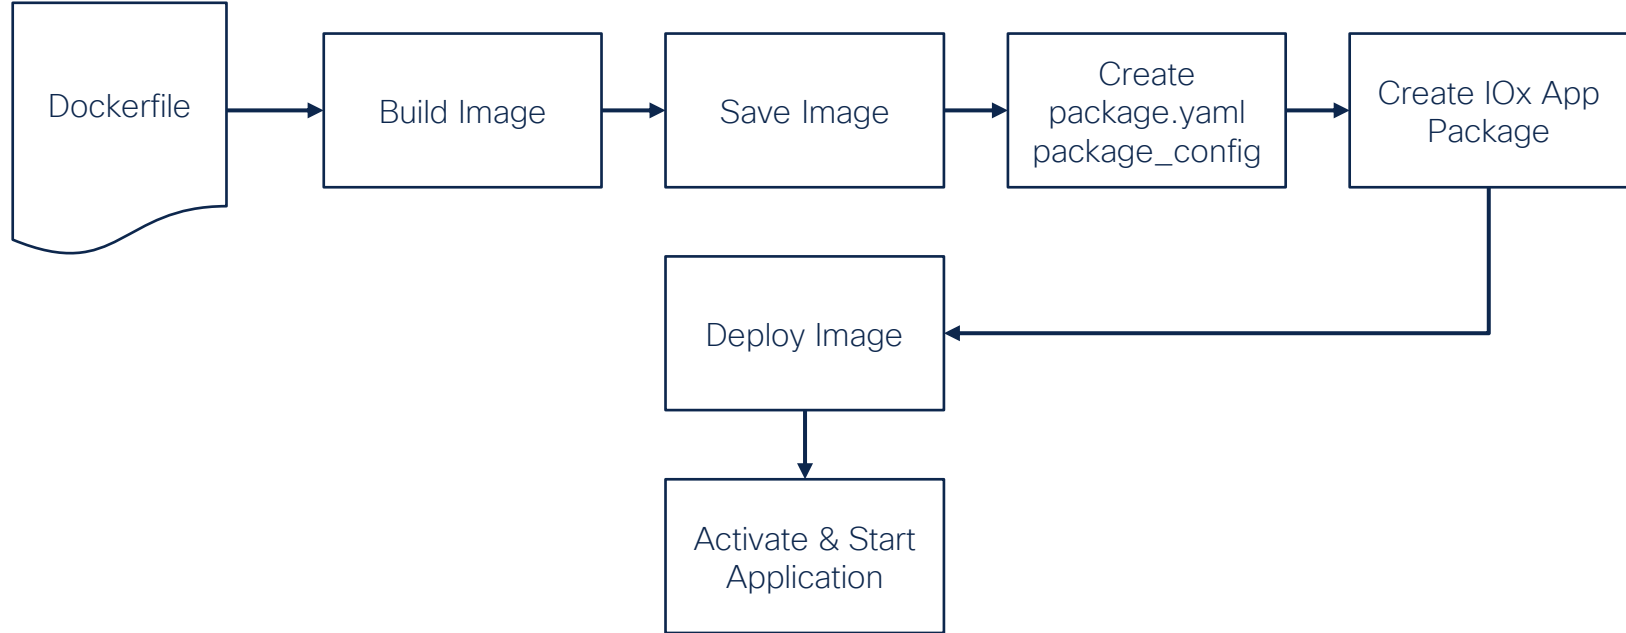 Dockerfile
Build Image
Save Image
Create
package.yaml
package_config
Create IOx App
Package
Deploy Image
Activate & Start
Application